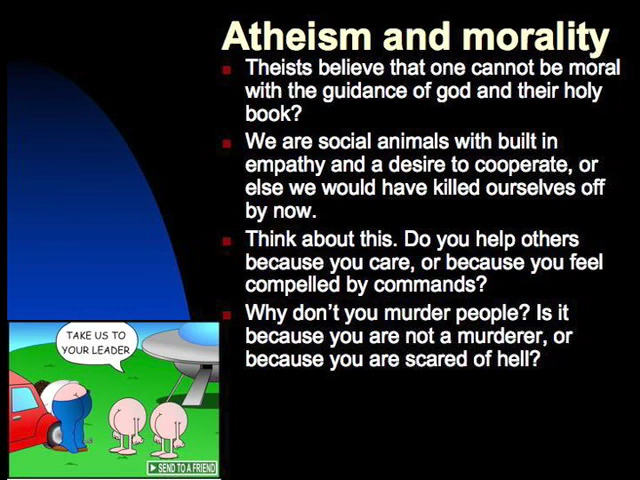 Atheism and morality
Theists believe that one cannot be moral
with the guidance of god and their holy
book?
We are social animals with built in
empathy and a desire to cooperate, or
else we would have killed ourselves off
by now.
Think about this. Do you help others
because you care, or because you feel
compelled by commands?
Why don't you murder people? Is it
because you are not a murderer, or
because you are scared of hell?
TAKE US TO
YOUR LEADER
SEND TO A FRIEND